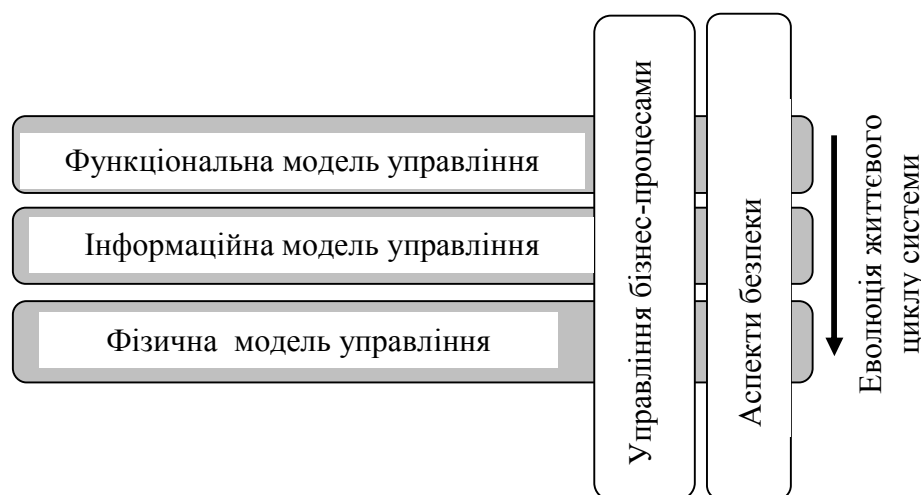 Функціональна модель управління
Інформаційна модель управління
Фізична модель управління
Управління бізнес-процесами
Аспекти безпеки
Еволюція життєвого
циклу системи